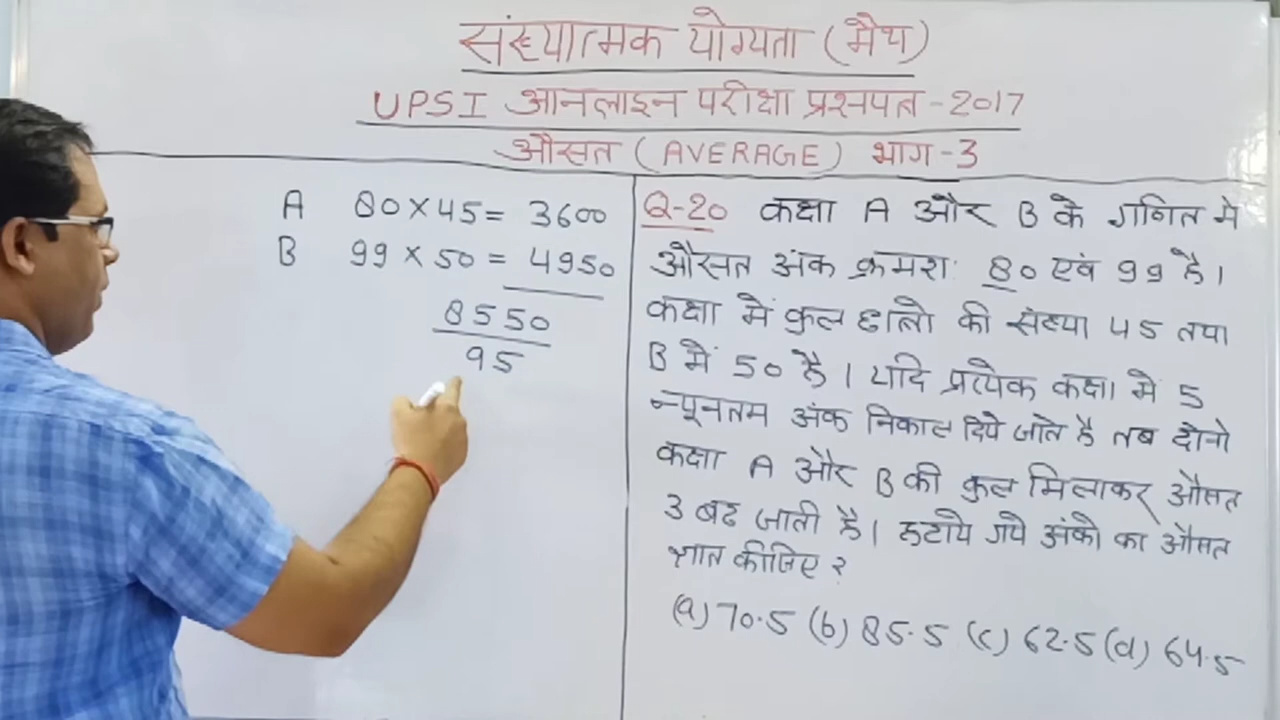 संख्यात्मक योग्यता (मैथ)
UPSI आनलाइन परीक्षा प्रश्नपत्र-2017
औसत (AVERAGE) भाग-3
A 80×45= 3600
B 99×50= 4950
8550
95
Q-20 कक्षा A और B के गणित मे
औसत अंक क्रमश: 80 एवं 99 है।
कक्षा में कुल छात्रो की संख्या 45 तथा
B में 50 है। यदि प्रत्येक कक्षा मे 5
न्यूनतम अंक निकाल दिये जाते है तब दोनो
कक्षा A और B की कुल मिलाकर औसत
3 बढ जाती है। हटाये गये अंको का औसत
ज्ञात कीजिए?
(a) 70.5 (b) 85.5 (c) 62.5 (d) 64.5